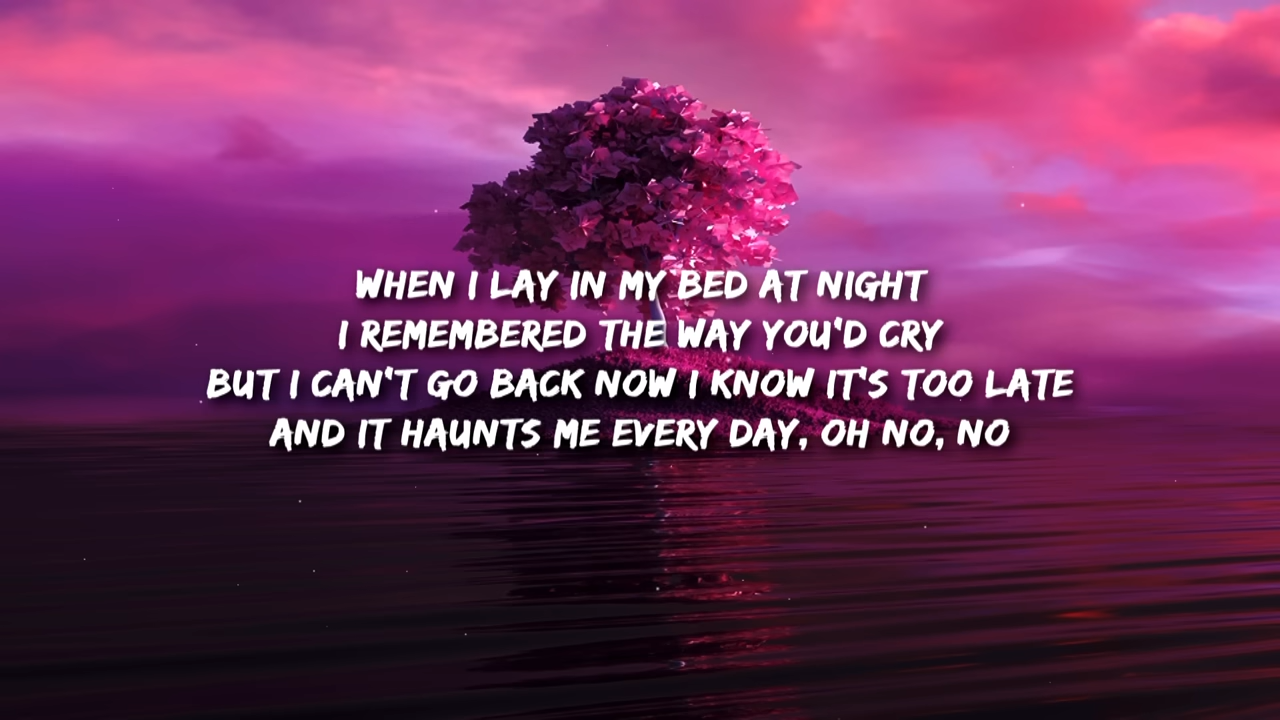 WHEN I LAY IN MY BED AT NIGHT
I REMEMBERED THE WAY YOU'D CRY
BUT I CAN'T GO BACK NOW I KNOW IT'S TOO LATE
AND IT HAUNTS ME EVERY DAY, OH NO, NO